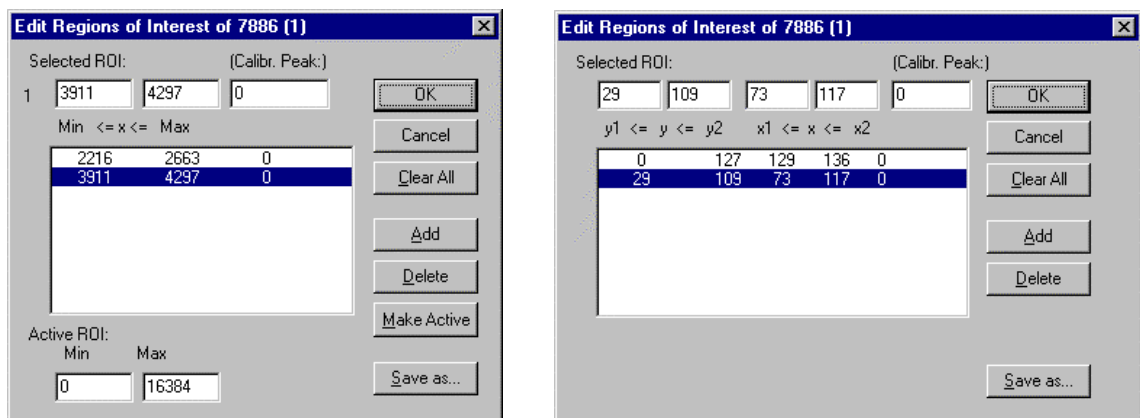 Edit Regions of Interest of 7886 (1)
Selected ROI: (Calibr. Peak:)
1 3911 4297 0
Min <= x <= Max
2216 2663 0
3911 4297 0
OK
Cancel
Clear All
Add
Delete
Make Active
Active ROI:
Min Max
0 16384
Save as...
Edit Regions of Interest of 7886 (1)
Selected ROI: (Calibr. Peak:)
29 109 73 117 0
y1 <= y <= y2 x1 <= x <= x2
0 127 129 136 0
29 109 73 117 0
OK
Cancel
Clear All
Add
Delete
Save as...